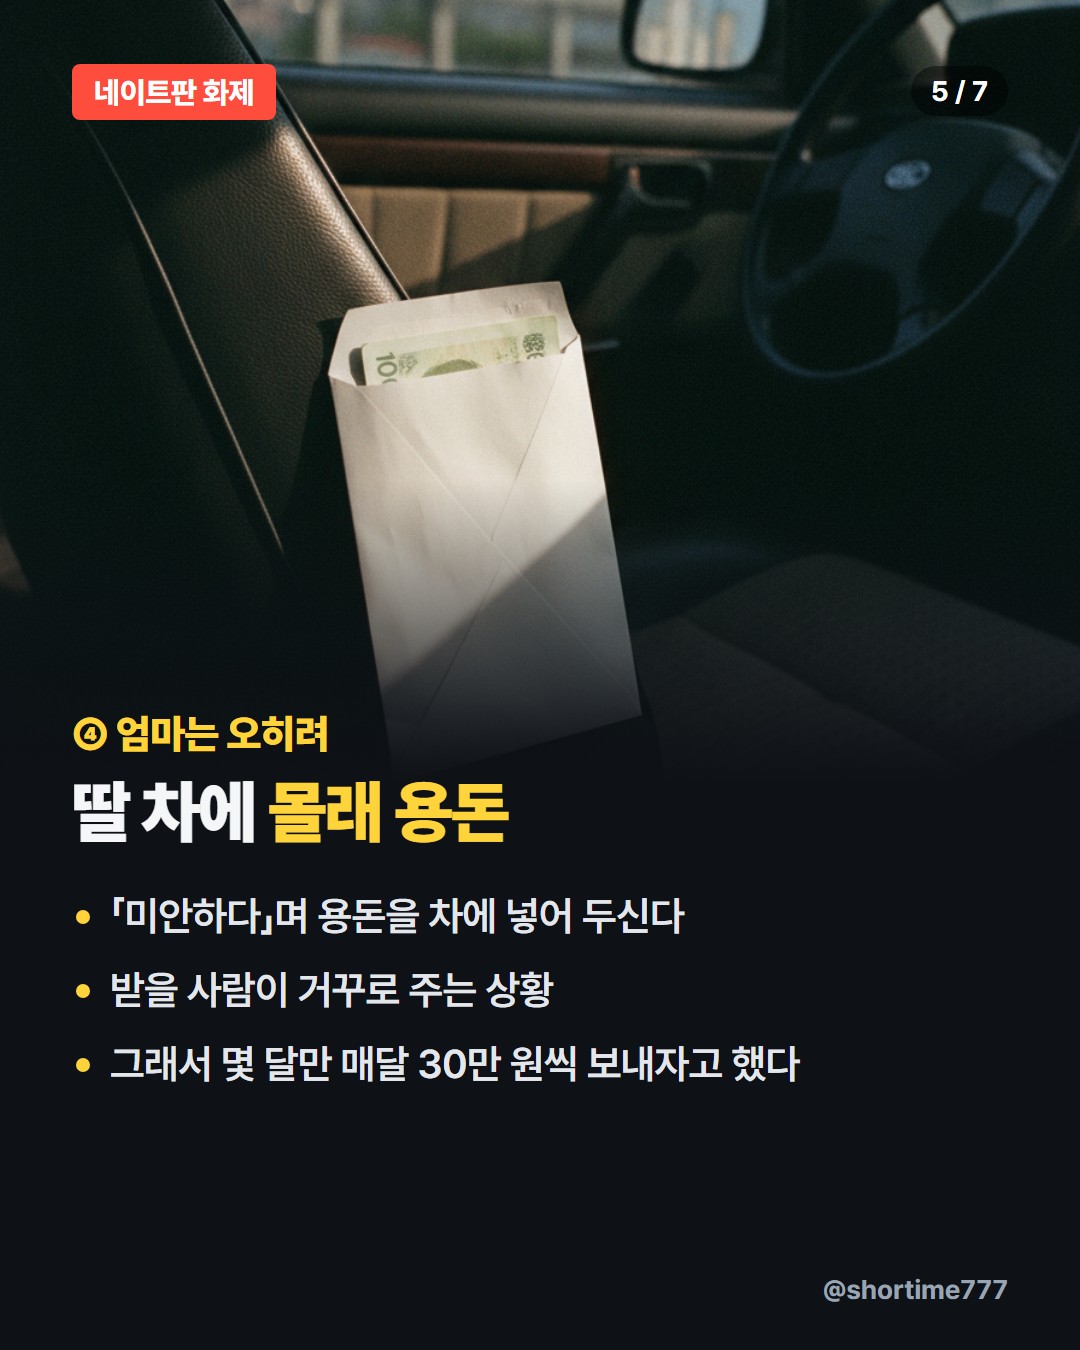 네이트판 화제
5 / 7
④ 엄마는 오히려
딸 차에 몰래 용돈
• 「미안하다」며 용돈을 차에 넣어 두신다
• 받을 사람이 거꾸로 주는 상황
• 그래서 몇 달만 매달 30만 원씩 보내자고 했다
@shortime777